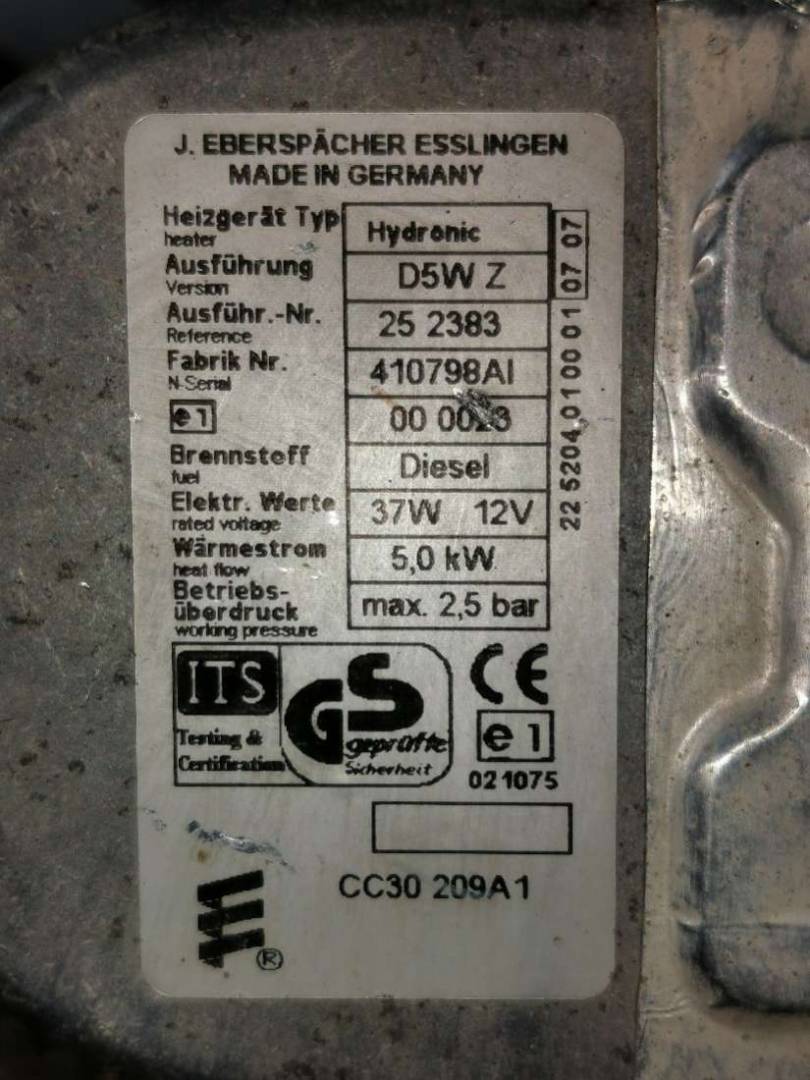 J. EBERSPÄCHER ESSLINGEN
MADE IN GERMANY
Heizgerät Typ Hydronic
heater
Ausführung D5W Z
Version
Ausführ.-Nr. 25 2383
Reference
Fabrik Nr. 410798AI
N-Serial
e1 00 0023
Brennstoff Diesel
fuel
Elektr. Werte 37W 12V
rated voltage
Wärmestrom 5,0 kW
heat flow
Betriebs-
überdruck max. 2,5 bar
working pressure
22 5204 01 00 01 07 07
ITS
Testing &
Certification
GS
geprüfte
Sicherheit
CE
e1
021075
CC30 209A1
®